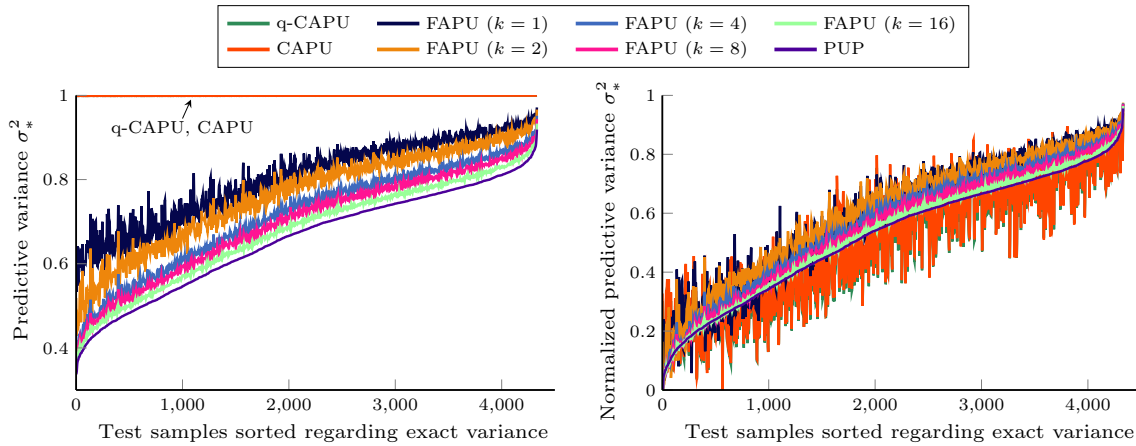 q-CAPU FAPU (k = 1) FAPU (k = 4) FAPU (k = 16)
CAPU FAPU (k = 2) FAPU (k = 8) PUP
Predictive variance σ²∗
1
0.8
0.6
0.4
q-CAPU, CAPU
0 1,000 2,000 3,000 4,000
Test samples sorted regarding exact variance
Normalized predictive variance σ²∗
1
0.8
0.6
0.4
0.2
0
0 1,000 2,000 3,000 4,000
Test samples sorted regarding exact variance